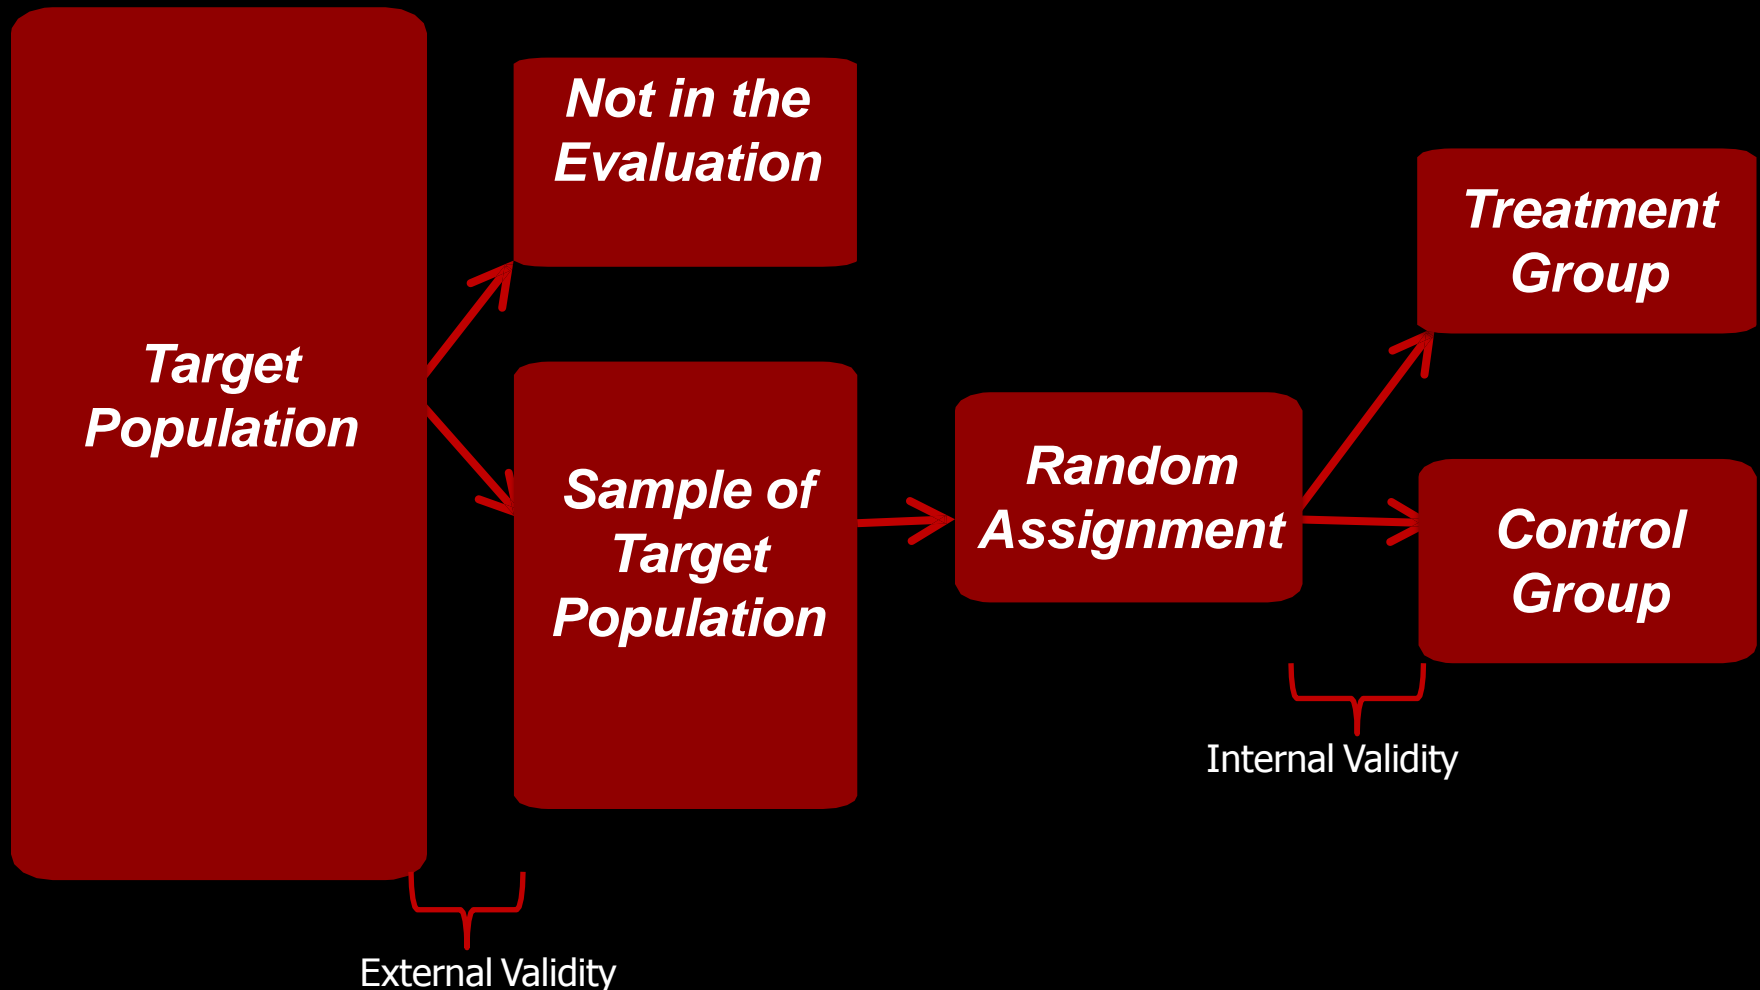 Target
Population
Not in the
Evaluation
Sample of
Target
Population
Random
Assignment
Treatment
Group
Control
Group
Internal Validity
External Validity